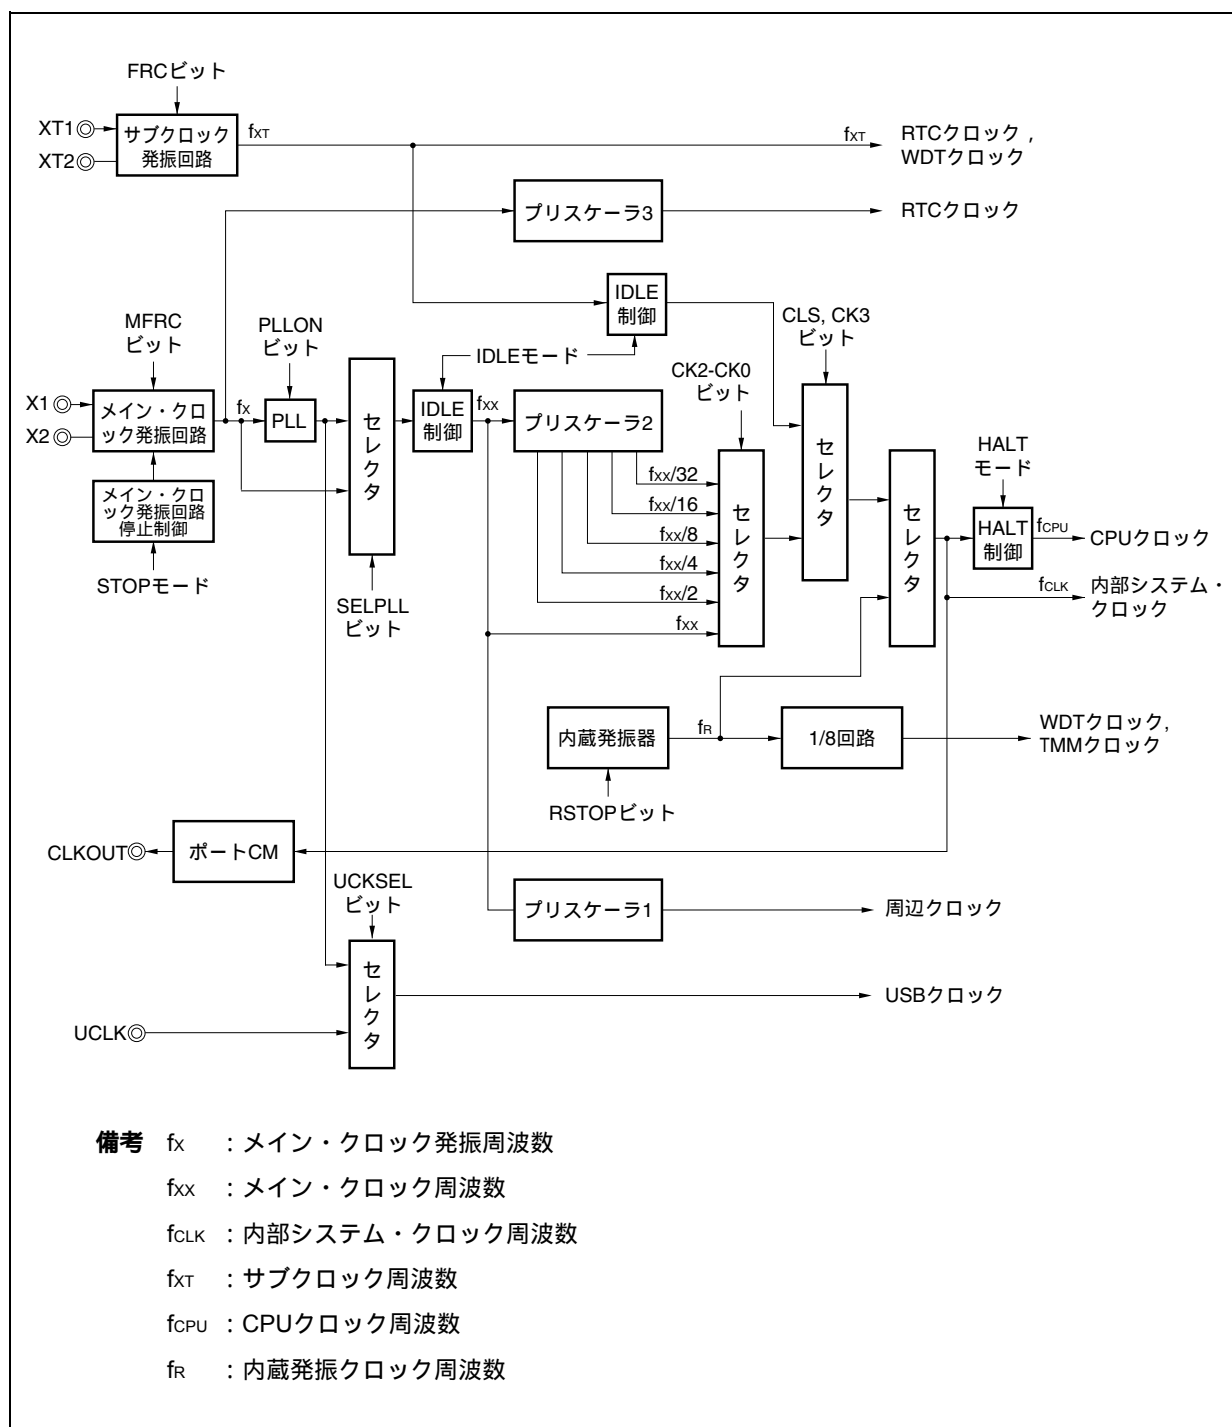 FRCビット
XT1
XT2
サブクロック
発振回路
fXT
fXT
RTCクロック，
WDTクロック
プリスケーラ3
RTCクロック
IDLE
制御
MFRC
ビット
PLLON
ビット
IDLEモード
CLS, CK3
ビット
CK2-CK0
ビット
X1
X2
メイン・クロ
ック発振回路
fX
PLL
セレクタ
IDLE
制御
fXX
プリスケーラ2
fXX/32
fXX/16
fXX/8
fXX/4
fXX/2
fXX
セレクタ
セレクタ
セレクタ
HALT
モード
HALT
制御
fCPU
CPUクロック
fCLK
内部システム・
クロック
メイン・クロ
ック発振回路
停止制御
STOPモード
SELPLL
ビット
内蔵発振器
fR
1/8回路
WDTクロック,
TMMクロック
RSTOPビット
CLKOUT
ポートCM
UCKSEL
ビット
プリスケーラ1
周辺クロック
セレクタ
USBクロック
UCLK
備考 fX ：メイン・クロック発振周波数
fXX ：メイン・クロック周波数
fCLK ：内部システム・クロック周波数
fXT ：サブクロック周波数
fCPU ：CPUクロック周波数
fR ：内蔵発振クロック周波数